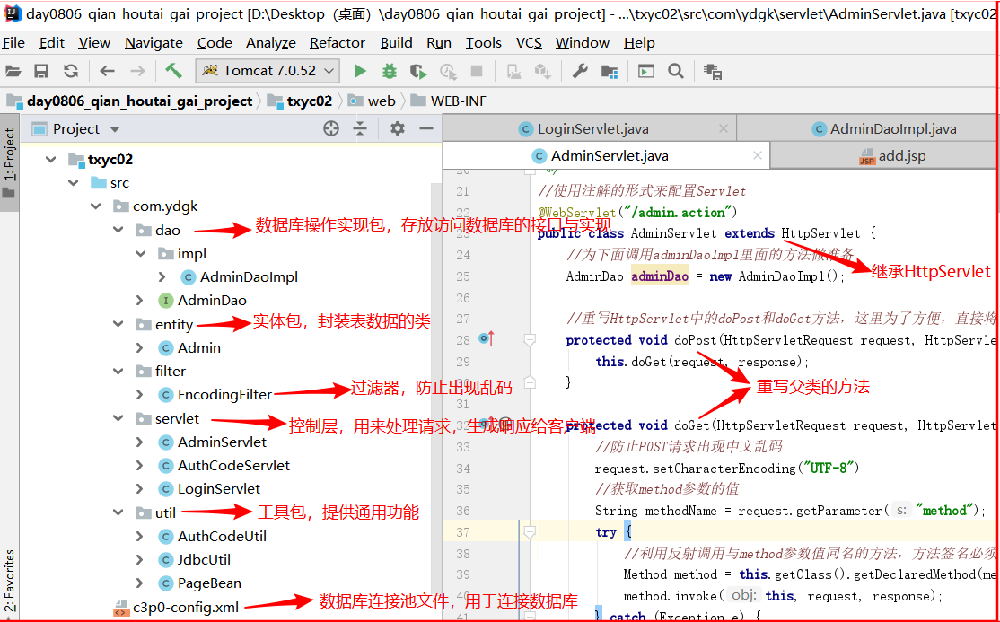 day0806_qian_houtai_gai_project [D:\Desktop（桌面）\day0806_qian_houtai_gai_project] - ...\txyc02\src\com\ydgk\servlet\AdminServlet.java [txyc02
File Edit View Navigate Code Analyze Refactor Build Run Tools VCS Window Help
Tomcat 7.0.52
day0806_qian_houtai_gai_project txyc02 web WEB-INF
1: Project
2: Favorites
Project
txyc02
src
com.ydgk
dao
数据库操作实现包，存放访问数据库的接口与实现
impl
AdminDaoImpl
AdminDao
entity
实体包，封装表数据的类
Admin
filter
EncodingFilter
过滤器，防止出现乱码
servlet
控制层，用来处理请求，生成响应给客户端
AdminServlet
AuthCodeServlet
LoginServlet
util
工具包，提供通用功能
AuthCodeUtil
JdbcUtil
PageBean
c3p0-config.xml
数据库连接池文件，用于连接数据库
LoginServlet.java AdminDaoImpl.java
AdminServlet.java add.jsp
20 */
21 //使用注解的形式来配置Servlet
22 @WebServlet("/admin.action")
23 public class AdminServlet extends HttpServlet {
24 //为下面调用adminDaoImpl里面的方法做准备
25 AdminDao adminDao = new AdminDaoImpl();
继承HttpServlet
26
27 //重写HttpServlet中的doPost和doGet方法，这里为了方便，直接将
28 protected void doPost(HttpServletRequest request, HttpServle
29 this.doGet(request, response);
30 }
重写父类的方法
31
32 protected void doGet(HttpServletRequest request, HttpServlet
33 //防止POST请求出现中文乱码
34 request.setCharacterEncoding("UTF-8");
35 //获取method参数的值
36 String methodName = request.getParameter( s: "method");
37 try {
38 //利用反射调用与method参数值同名的方法，方法签名必须
39 Method method = this.getClass().getDeclaredMethod(me
40 method.invoke( obj: this, request, response);
41 } catch (Exception e) {